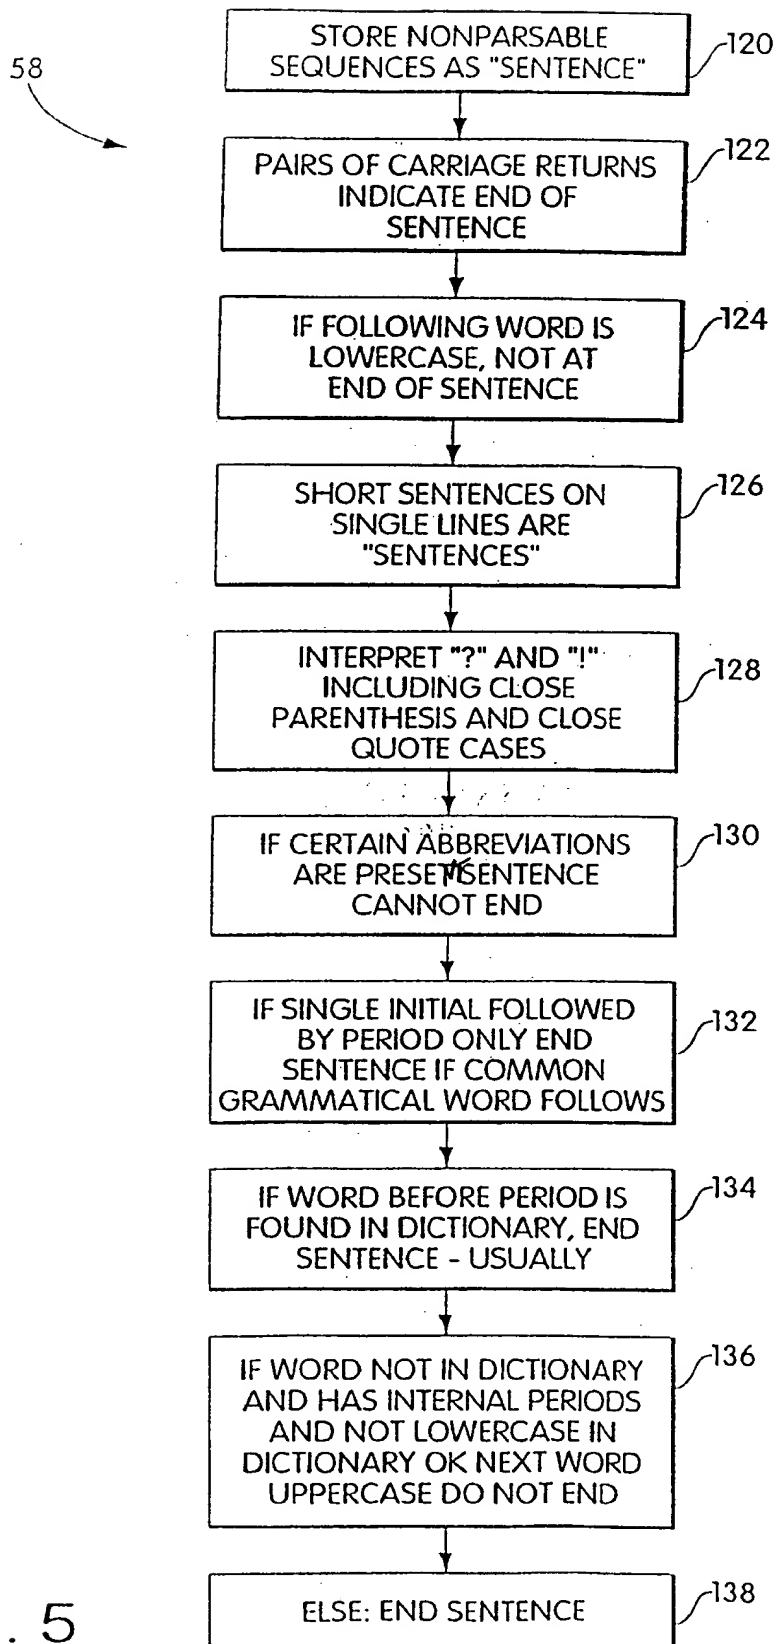 58
STORE NONPARSABLE
SEQUENCES AS "SENTENCE"
120
PAIRS OF CARRIAGE RETURNS
INDICATE END OF
SENTENCE
122
IF FOLLOWING WORD IS
LOWERCASE, NOT AT
END OF SENTENCE
124
SHORT SENTENCES ON
SINGLE LINES ARE
"SENTENCES"
126
INTERPRET "?" AND "!"
INCLUDING CLOSE
PARENTHESIS AND CLOSE
QUOTE CASES
128
IF CERTAIN ABBREVIATIONS
ARE PRESET SENTENCE
CANNOT END
130
IF SINGLE INITIAL FOLLOWED
BY PERIOD ONLY END
SENTENCE IF COMMON
GRAMMATICAL WORD FOLLOWS
132
IF WORD BEFORE PERIOD IS
FOUND IN DICTIONARY, END
SENTENCE - USUALLY
134
IF WORD NOT IN DICTIONARY
AND HAS INTERNAL PERIODS
AND NOT LOWERCASE IN
DICTIONARY OK NEXT WORD
UPPERCASE DO NOT END
136
ELSE: END SENTENCE
138
. 5